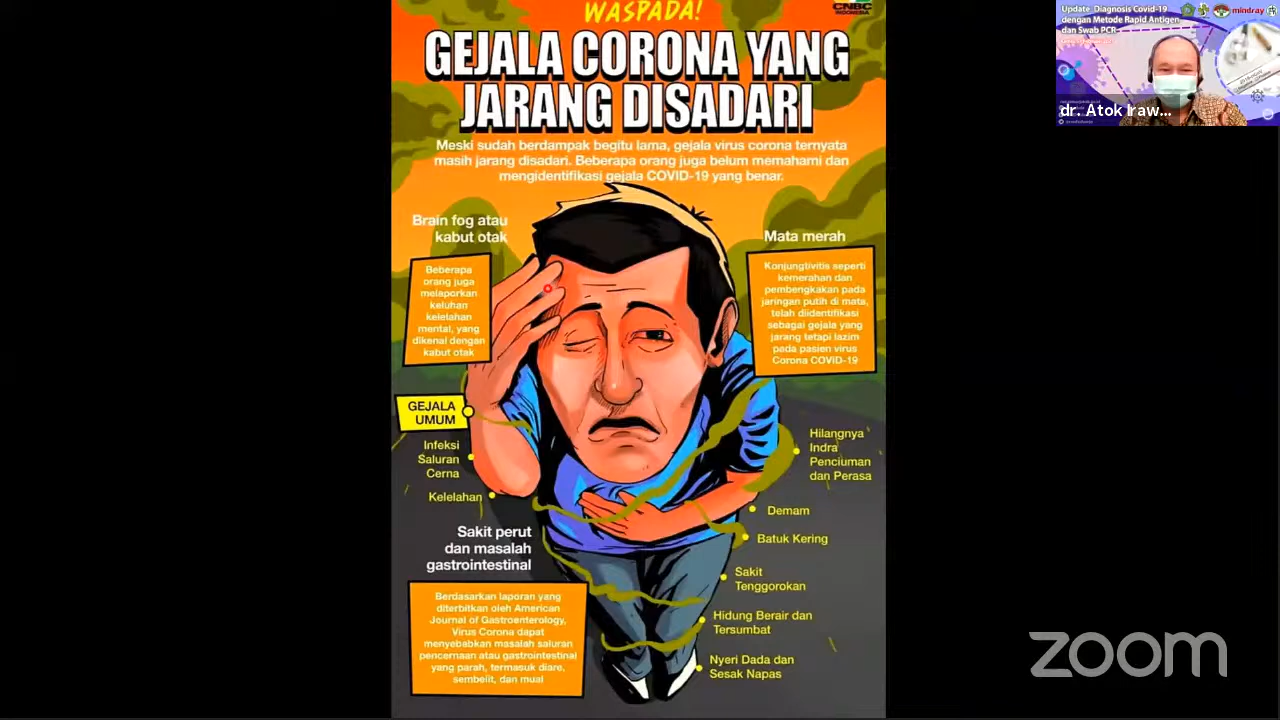 WASPADA!
CNBC
INDONESIA
GEJALA CORONA YANG
JARANG DISADARI
Meski sudah berdampak begitu lama, gejala virus corona ternyata
masih jarang disadari. Beberapa orang juga belum memahami dan
mengidentifikasi gejala COVID-19 yang benar.
Brain fog atau
kabut otak
Beberapa
orang juga
melaporkan
keluhan
kelelahan
mental, yang
dikenal dengan
kabut otak
Mata merah
Konjungtivitis seperti
kemerahan dan
pembengkakan pada
jaringan putih di mata,
telah diidentifikasi
sebagai gejala yang
jarang tetapi lazim
pada pasien virus
Corona COVID-19
GEJALA
UMUM
Infeksi
Saluran
Cerna
Kelelahan
Hilangnya
Indra
Penciuman
dan Perasa
Demam
Batuk Kering
Sakit
Tenggorokan
Hidung Berair dan
Tersumbat
Nyeri Dada dan
Sesak Napas
Sakit perut
dan masalah
gastrointestinal
Berdasarkan laporan yang
diterbitkan oleh American
Journal of Gastroenterology,
Virus Corona dapat
menyebabkan masalah saluran
pencernaan atau gastrointestinal
yang parah, termasuk diare,
sembelit, dan mual
Update Diagnosis Covid-19
dengan Metode Rapid Antigen
dan Swab PCR
mindray
dr. Atok Iraw...
zoom